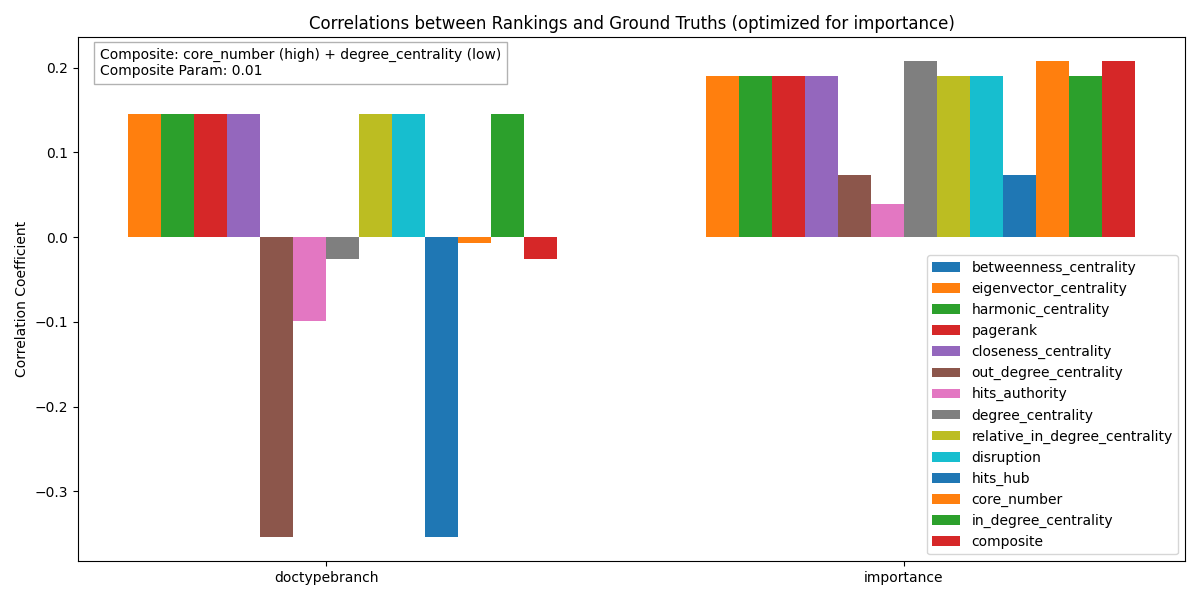 Correlations between Rankings and Ground Truths (optimized for importance)
Composite: core_number (high) + degree_centrality (low)
Composite Param: 0.01
Correlation Coefficient
0.2
0.1
0.0
−0.1
−0.2
−0.3
doctypebranch
importance
betweenness_centrality
eigenvector_centrality
harmonic_centrality
pagerank
closeness_centrality
out_degree_centrality
hits_authority
degree_centrality
relative_in_degree_centrality
disruption
hits_hub
core_number
in_degree_centrality
composite